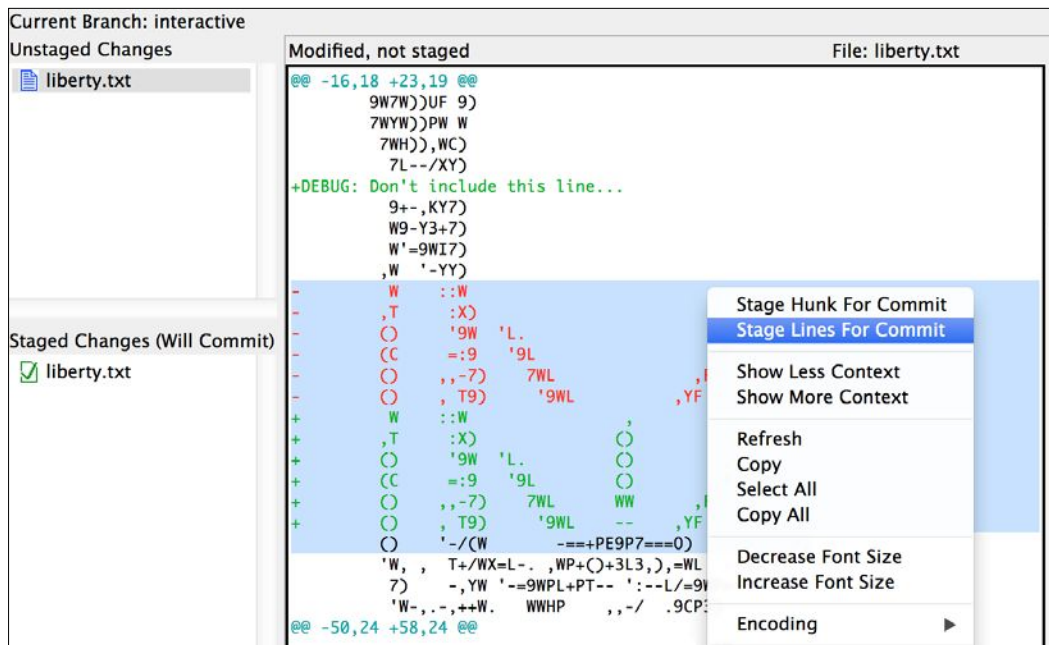 Current Branch: interactive
Unstaged Changes
liberty.txt
Staged Changes (Will Commit)
liberty.txt
Modified, not staged File: liberty.txt
@@ -16,18 +23,19 @@
9W7W))UF 9)
7WYW))PW W
7WH)),WC)
7L--/XY)
+DEBUG: Don't include this line...
9+-,KY7)
W9-Y3+7)
W'=9WI7)
,W '-YY)
- W ::W
- ,T :X)
- () '9W 'L.
- (C =:9 '9L
- () ,,-7) 7WL
- () , T9) '9WL ,YF
+ W ::W ,
+ ,T :X) ()
+ () '9W 'L. ()
+ (C =:9 '9L ()
+ () ,,-7) 7WL WW
+ () , T9) '9WL -- ,YF
() '-/(W -==+PE9P7===O)
'W, , T+/WX=L-. ,WP+()+3L3,),=WL
7) -,YW '-=9WPL+PT-- ':--L/=9
'W-,.-,++W. WWHP ,,-/ .9CP
@@ -50,24 +58,24 @@
Stage Hunk For Commit
Stage Lines For Commit
Show Less Context
Show More Context
Refresh
Copy
Select All
Copy All
Decrease Font Size
Increase Font Size
Encoding